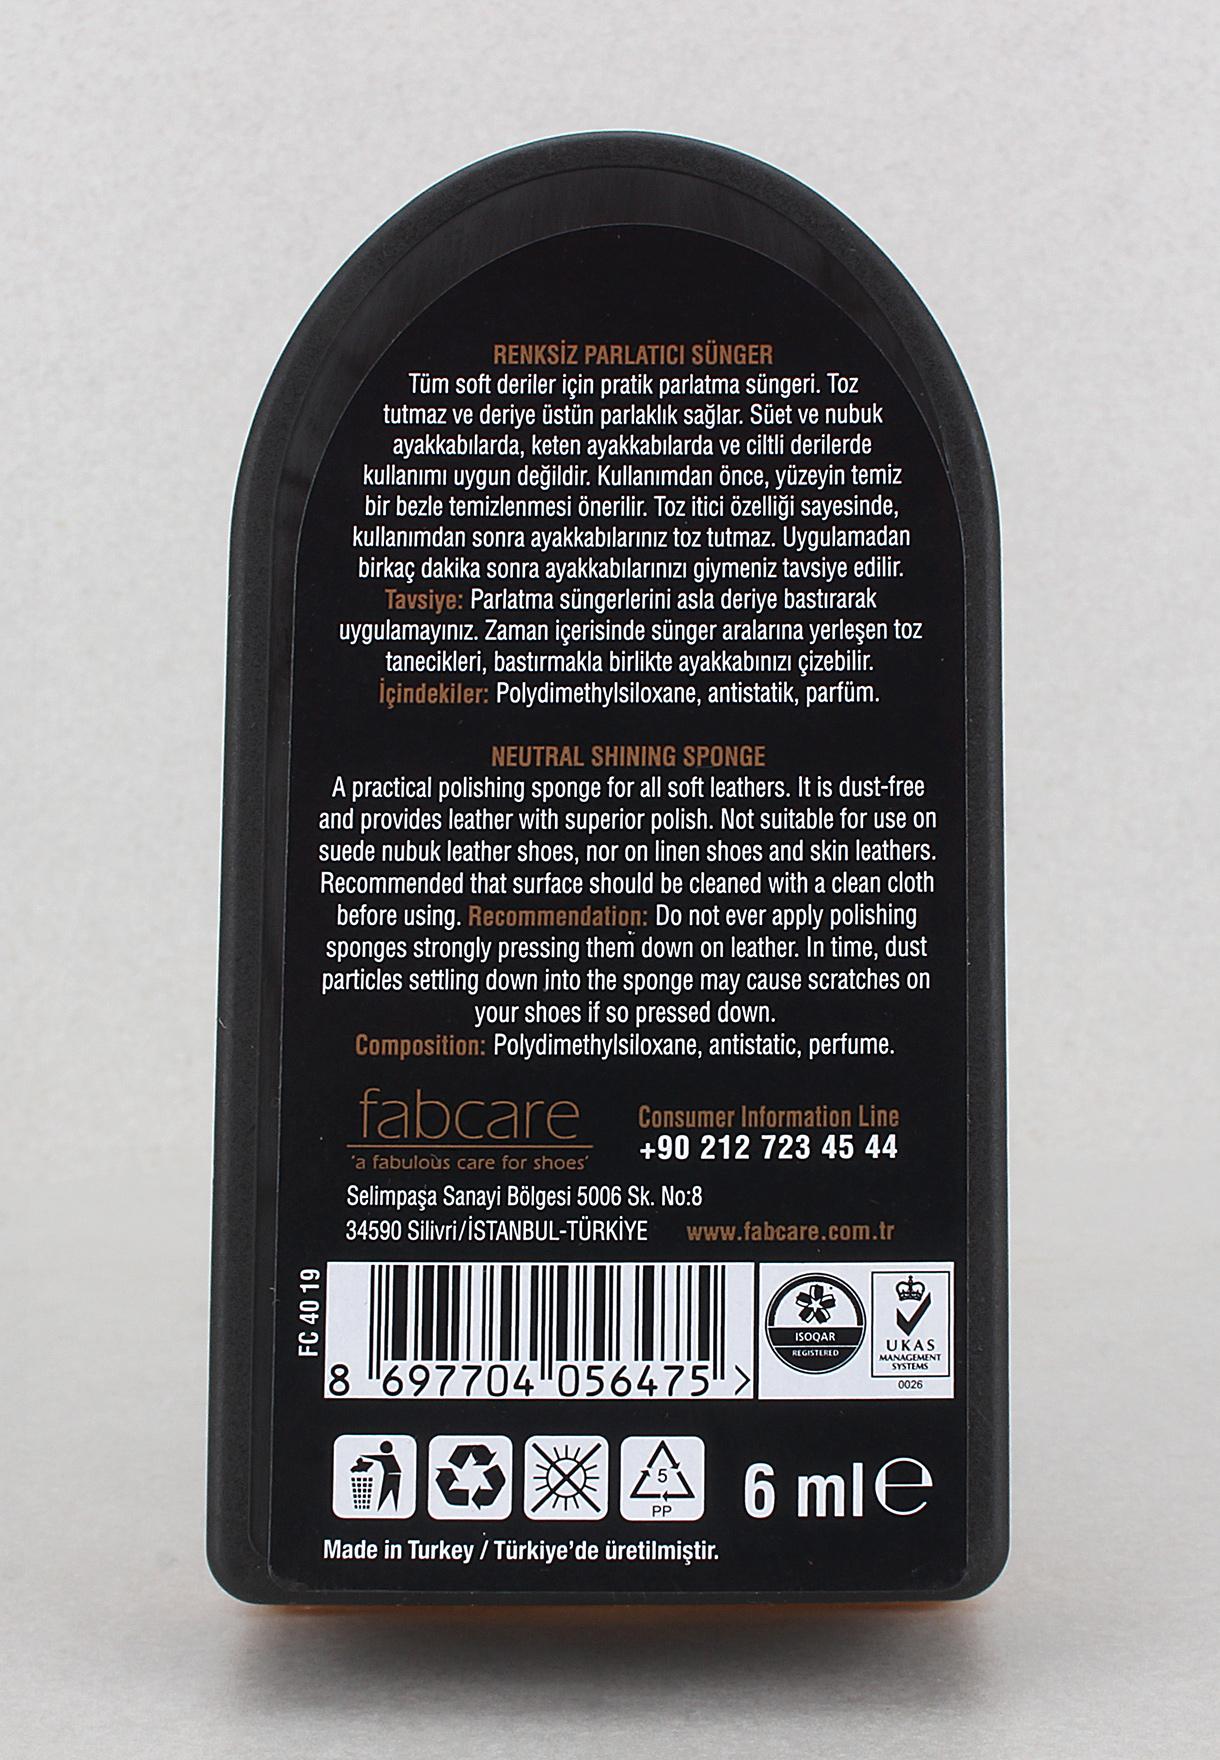 RENKSİZ PARLATICI SÜNGER
Tüm soft deriler için pratik parlatma süngeri. Toz
tutmaz ve deriye üstün parlaklık sağlar. Süet ve nubuk
ayakkabılarda, keten ayakkabılarda ve ciltli derilerde
kullanımı uygun değildir. Kullanımdan önce, yüzeyin temiz
bir bezle temizlenmesi önerilir. Toz itici özelliği sayesinde,
kullanımdan sonra ayakkabılarınız toz tutmaz. Uygulamadan
birkaç dakika sonra ayakkabılarınızı giymeniz tavsiye edilir.
Tavsiye: Parlatma süngerlerini asla deriye bastırarak
uygulamayınız. Zaman içerisinde sünger aralarına yerleşen toz
tanecikleri, bastırmakla birlikte ayakkabınızı çizebilir.
İçindekiler: Polydimethylsiloxane, antistatik, parfüm.
NEUTRAL SHINING SPONGE
A practical polishing sponge for all soft leathers. It is dust-free
and provides leather with superior polish. Not suitable for use on
suede nubuk leather shoes, nor on linen shoes and skin leathers.
Recommended that surface should be cleaned with a clean cloth
before using. Recommendation: Do not ever apply polishing
sponges strongly pressing them down on leather. In time, dust
particles settling down into the sponge may cause scratches on
your shoes if so pressed down.
Composition: Polydimethylsiloxane, antistatic, perfume.
fabcare
'a fabulous care for shoes'
Consumer Information Line
+90 212 723 45 44
Selimpaşa Sanayi Bölgesi 5006 Sk. No:8
34590 Silivri/İSTANBUL-TÜRKİYE www.fabcare.com.tr
FC 40 19
8 697704 056475 >
ISOQAR
REGISTERED
UKAS
MANAGEMENT
SYSTEMS
0026
5
PP
6 ml e
Made in Turkey / Türkiye'de üretilmiştir.